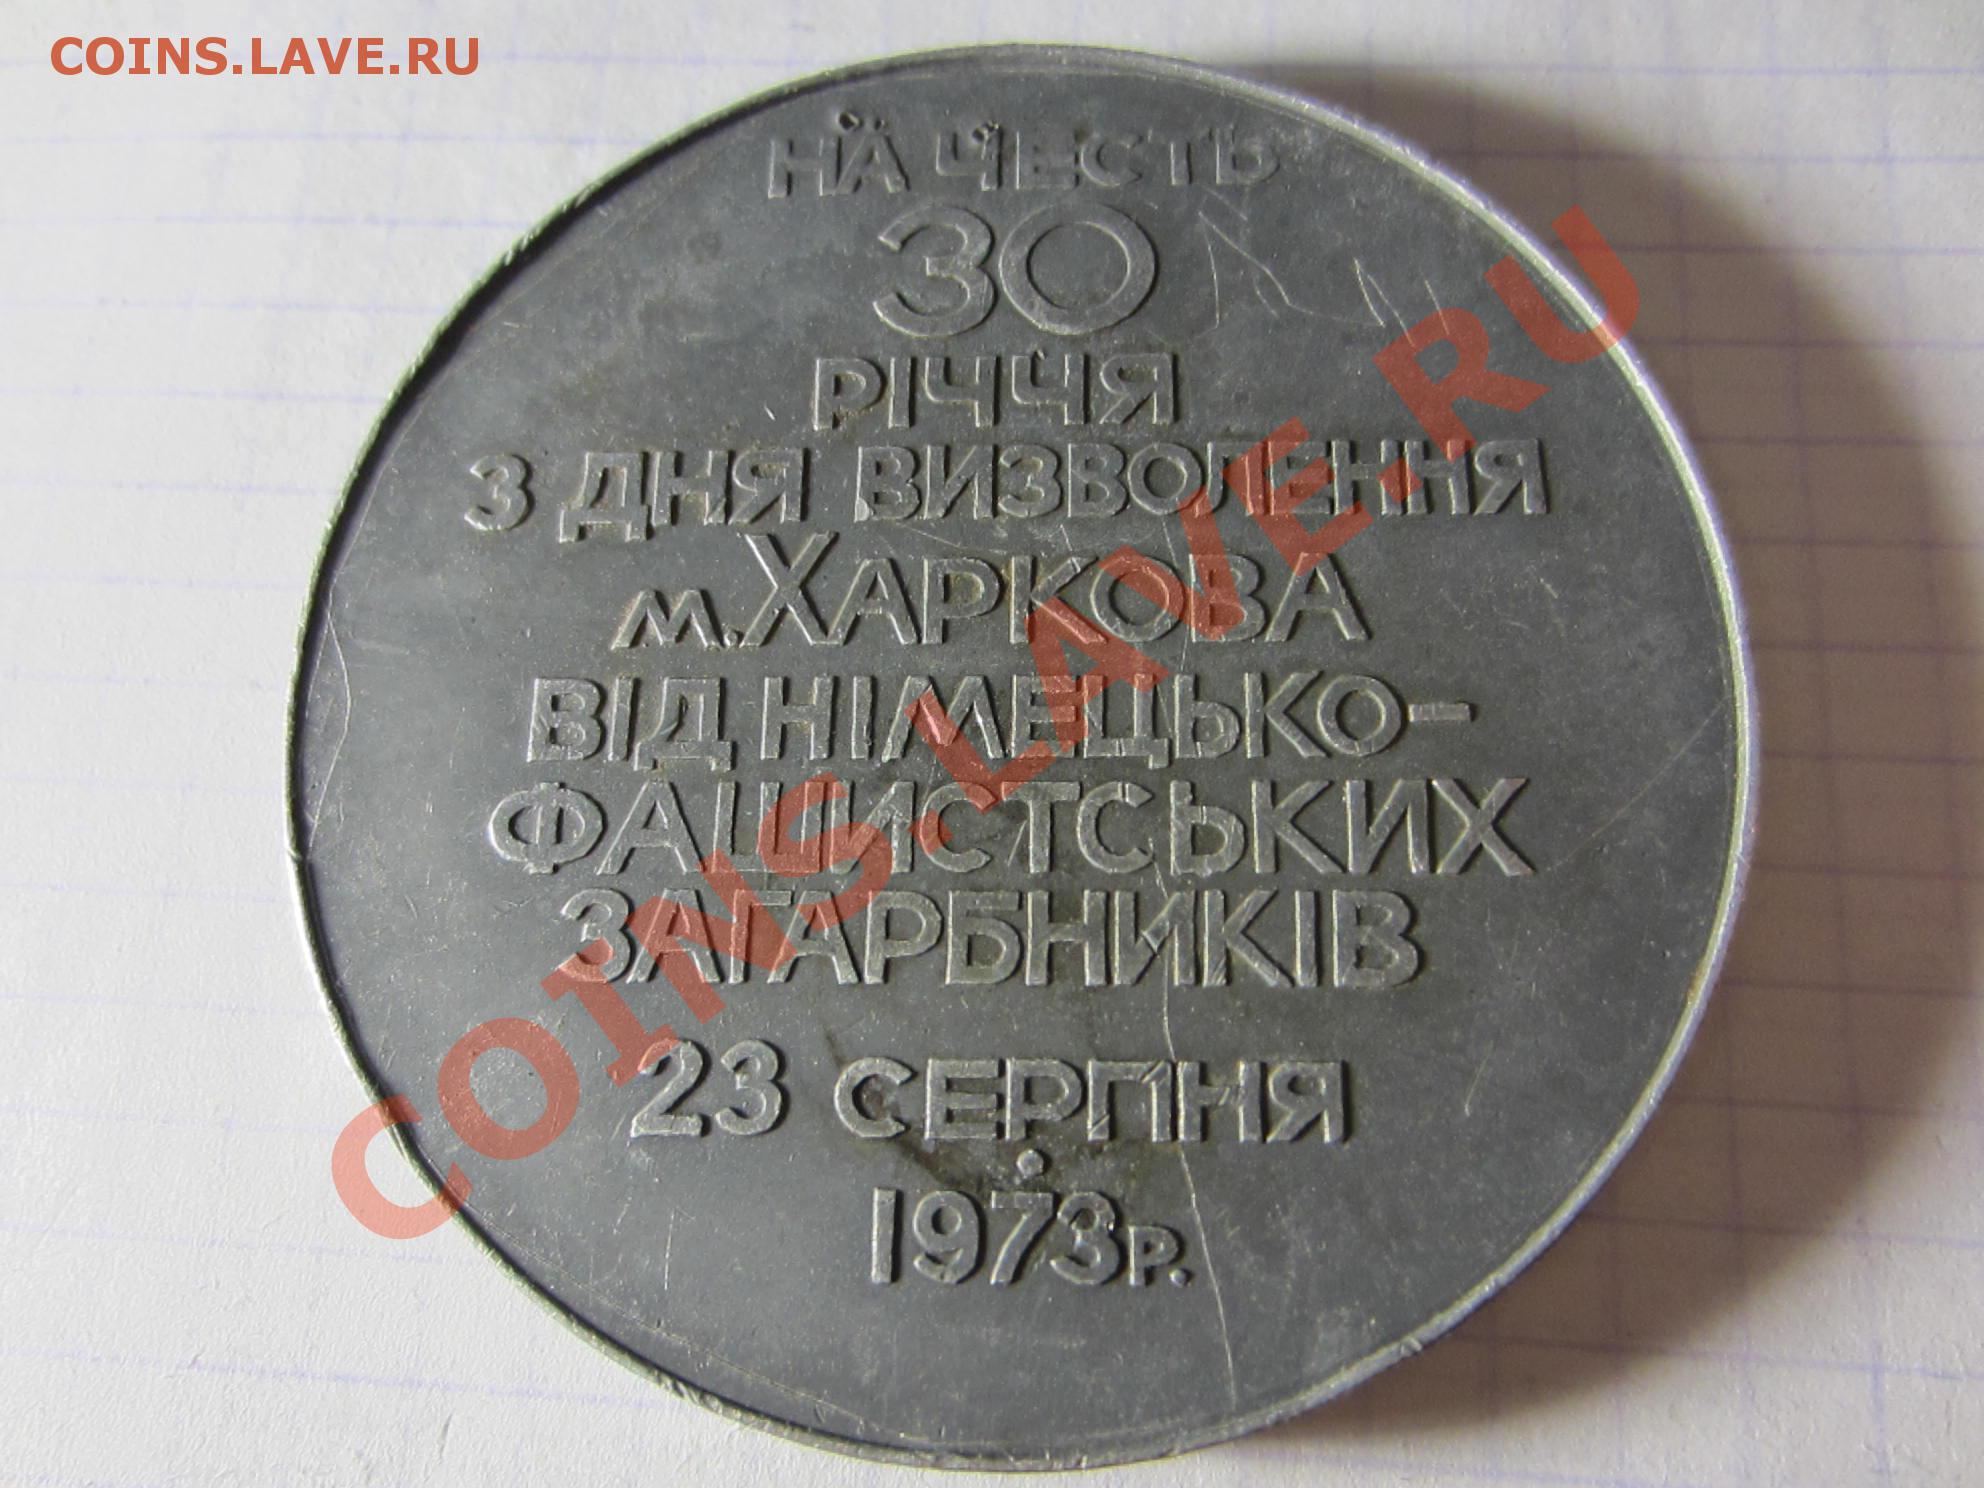 COINS.LAVE.RU
НА ЧЕСТЬ
30
РІЧЧЯ
З ДНЯ ВИЗВОЛЕННЯ
м. ХАРКОВА
ВІД НІМЕЦЬКО-
ФАШИСТСЬКИХ
ЗАГАРБНИКІВ
23 СЕРПНЯ
1973р.
COINS.LAVE.RU